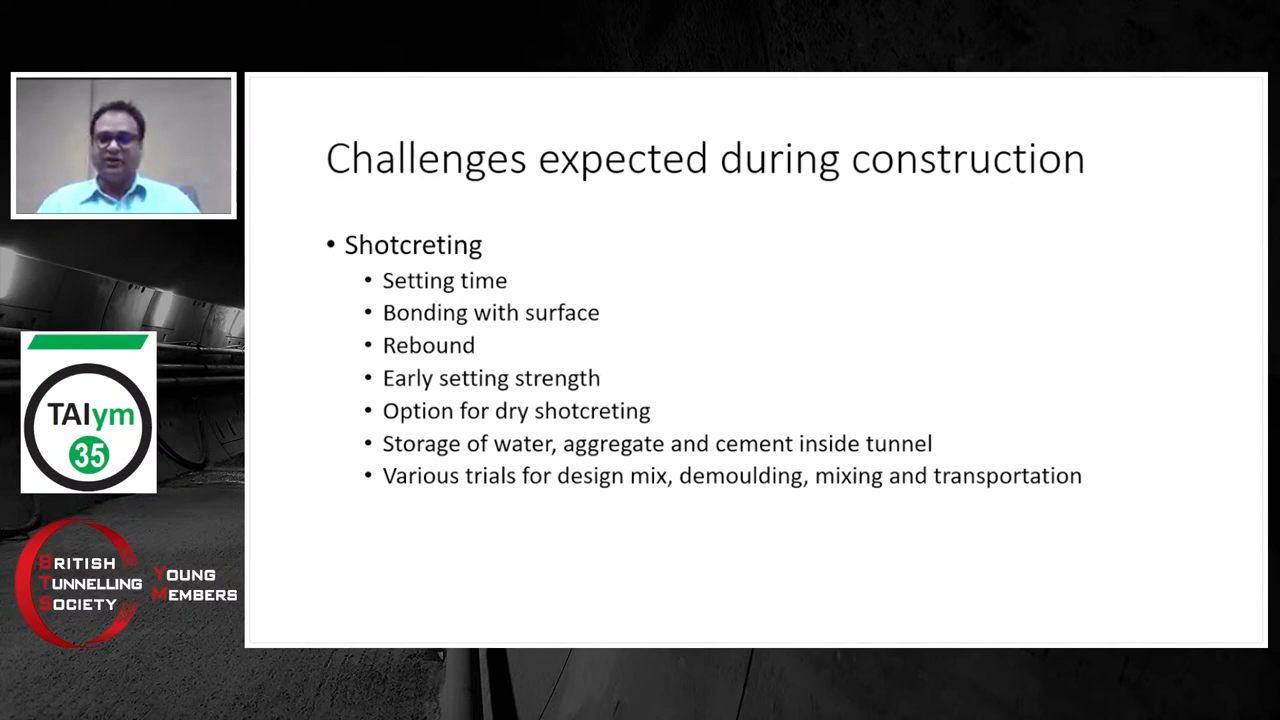 Challenges expected during construction
• Shotcreting
• Setting time
• Bonding with surface
• Rebound
• Early setting strength
• Option for dry shotcreting
• Storage of water, aggregate and cement inside tunnel
• Various trials for design mix, demoulding, mixing and transportation
TAIym
35
BRITISH
TUNNELLING
SOCIETY
YOUNG
MEMBERS